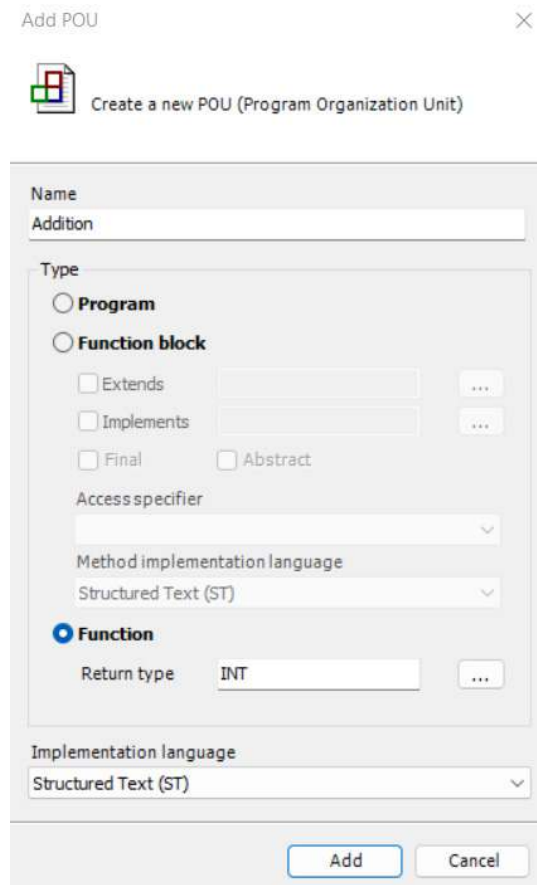 Add POU
Create a new POU (Program Organization Unit)
Name
Addition
Type
Program
Function block
Extends
...
Implements
...
Final Abstract
Access specifier
Method implementation language
Structured Text (ST)
Function
Return type INT ...
Implementation language
Structured Text (ST)
Add Cancel